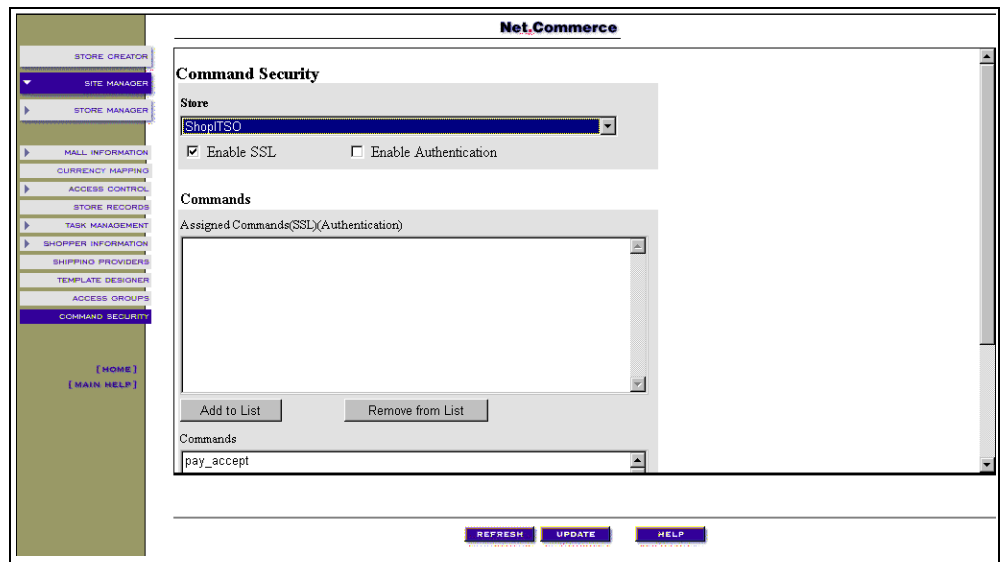 Net.Commerce
STORE CREATOR
SITE MANAGER
STORE MANAGER
MALL INFORMATION
CURRENCY MAPPING
ACCESS CONTROL
STORE RECORDS
TASK MANAGEMENT
SHOPPER INFORMATION
SHIPPING PROVIDERS
TEMPLATE DESIGNER
ACCESS GROUPS
COMMAND SECURITY
[HOME]
[MAIN HELP]
Command Security
Store
ShopITSO
Enable SSL Enable Authentication
Commands
Assigned Commands(SSL)(Authentication)
Add to List Remove from List
Commands
pay_accept
REFRESH UPDATE HELP